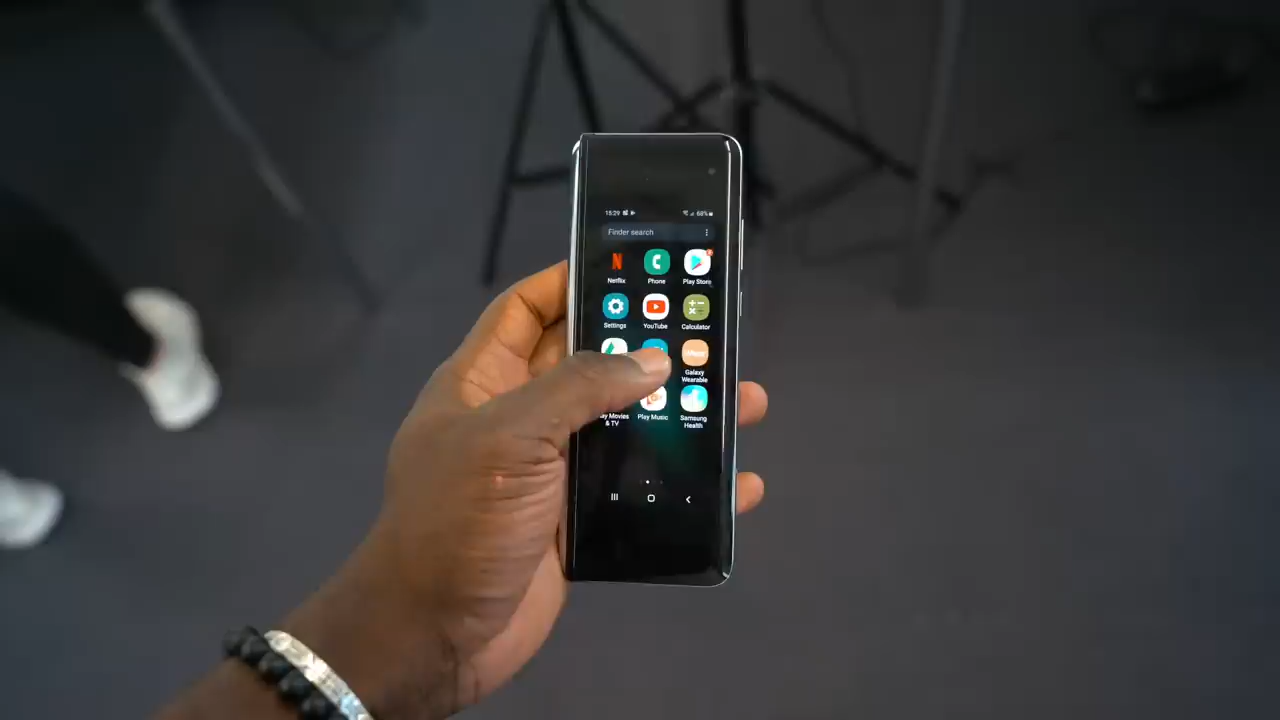 15:29 68%
Finder search
Netflix Phone Play Store
Settings YouTube Calculator
Galaxy
Wearable
ay Movies Play Music Samsung
& TV Health